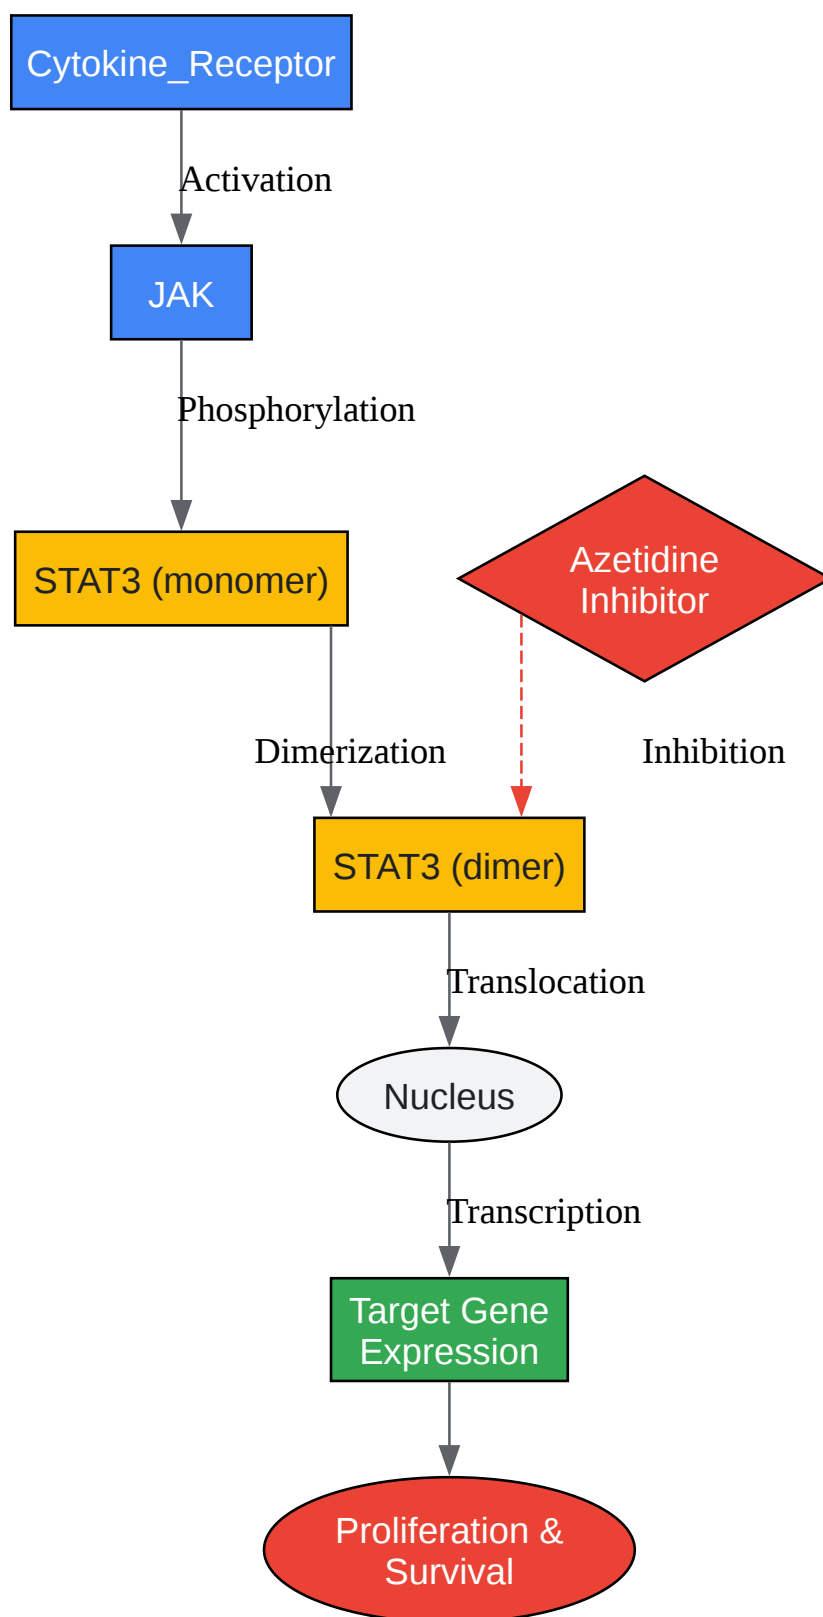 Cytokine_Receptor
Activation
JAK
Phosphorylation
STAT3 (monomer)
Azetidine
Inhibitor
Dimerization
Inhibition
STAT3 (dimer)
Translocation
Nucleus
Transcription
Target Gene
Expression
Proliferation &
Survival